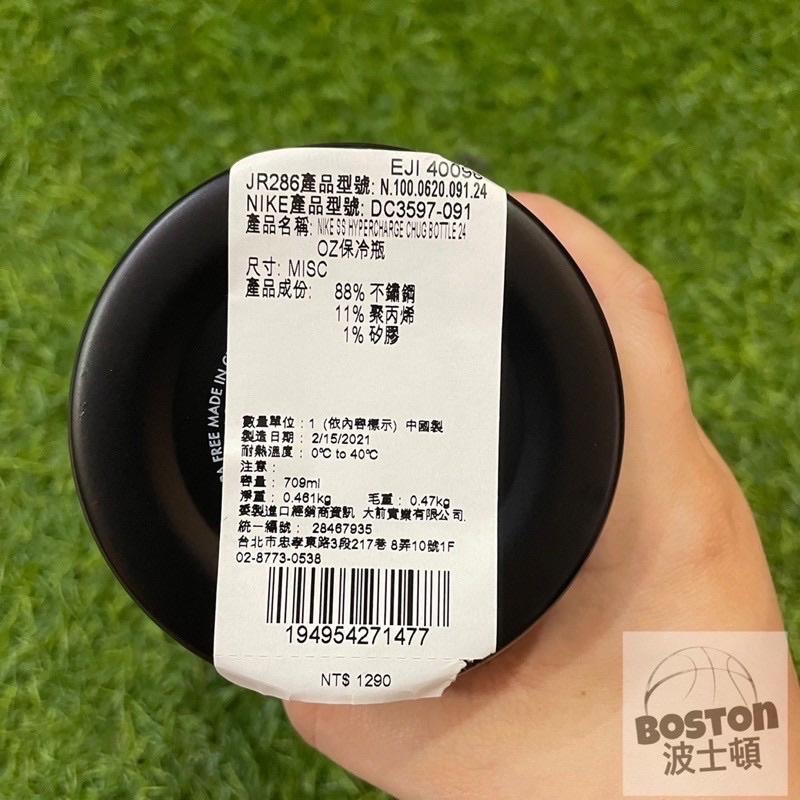 EJI 4009
JR286產品型號: N.100.0620.091.24
NIKE產品型號: DC3597-091
產品名稱: NIKE SS HYPERCHARGE CHUG BOTTLE 24
OZ保冷瓶
尺寸: MISC
產品成份: 88% 不鏽鋼
11% 聚丙烯
1% 矽膠
數量單位：1 (依內容標示) 中國製
製造日期： 2/15/2021
耐熱溫度： 0℃ to 40℃
注意：
容量： 709ml
淨重： 0.461kg 毛重： 0.47kg
委製進口經銷商資訊 大前實業有限公司.
統一編號： 28467935
台北市忠孝東路3段217巷 8弄10號1F
02-8773-0538
194954271477
NT$ 1290
FREE MADE IN
BOSTON
波士頓